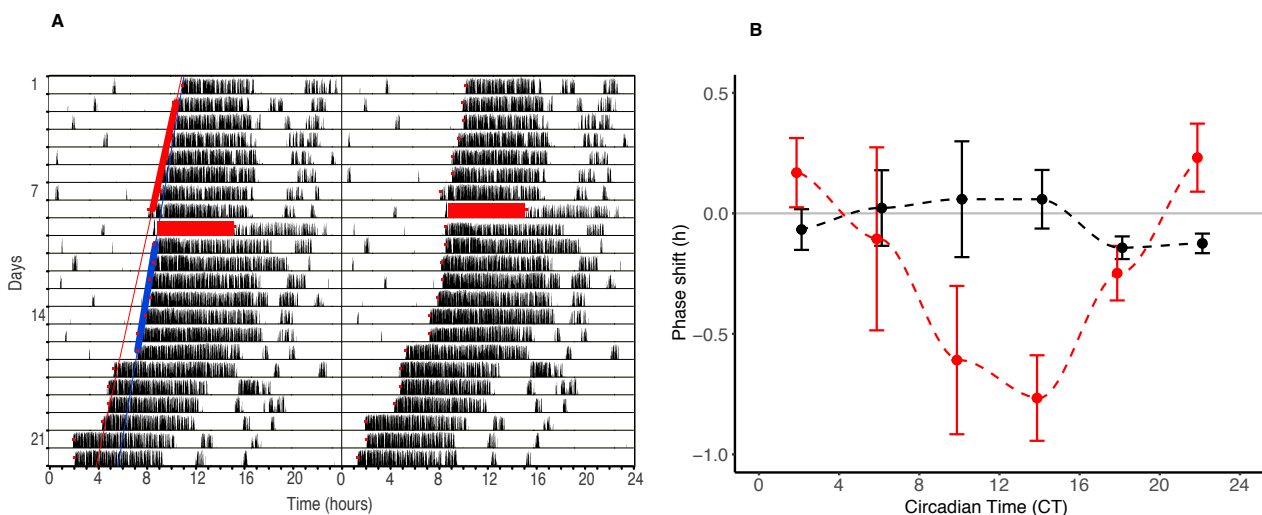 A
B
1
7
14
21
Days
0 4 8 12 16 20 0 4 8 12 16 20 24
Time (hours)
0.5
0.0
−0.5
−1.0
Phase shift (h)
0 4 8 12 16 20 24
Circadian Time (CT)